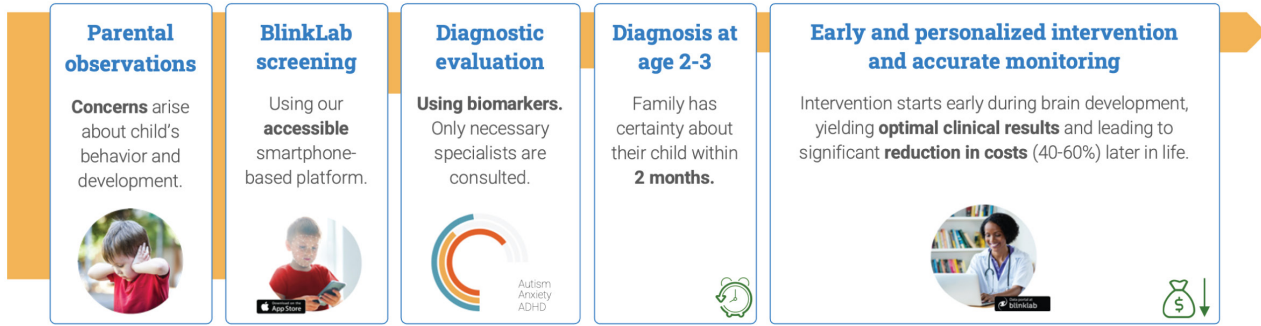 Parental
observations
Concerns arise
about child's
behavior and
development.
BlinkLab
screening
Using our
accessible
smartphone-
based platform.
Download on the
App Store
Diagnostic
evaluation
Using biomarkers.
Only necessary
specialists are
consulted.
Autism
Anxiety
ADHD
Diagnosis at
age 2-3
Family has
certainty about
their child within
2 months.
Early and personalized intervention
and accurate monitoring
Intervention starts early during brain development,
yielding optimal clinical results and leading to
significant reduction in costs (40-60%) later in life.
Data portal at
blinklab
$